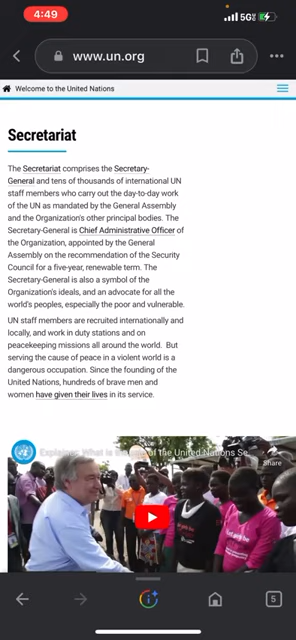 4:49
5G
www.un.org
Welcome to the United Nations
Secretariat
The Secretariat comprises the Secretary-
General and tens of thousands of international UN
staff members who carry out the day-to-day work
of the UN as mandated by the General Assembly
and the Organization's other principal bodies. The
Secretary-General is Chief Administrative Officer of
the Organization, appointed by the General
Assembly on the recommendation of the Security
Council for a five-year, renewable term. The
Secretary-General is also a symbol of the
Organization's ideals, and an advocate for all the
world's peoples, especially the poor and vulnerable.
UN staff members are recruited internationally and
locally, and work in duty stations and on
peacekeeping missions all around the world. But
serving the cause of peace in a violent world is a
dangerous occupation. Since the founding of the
United Nations, hundreds of brave men and
women have given their lives in its service.
Explainer: What is the of the United Nations Se
Share
5